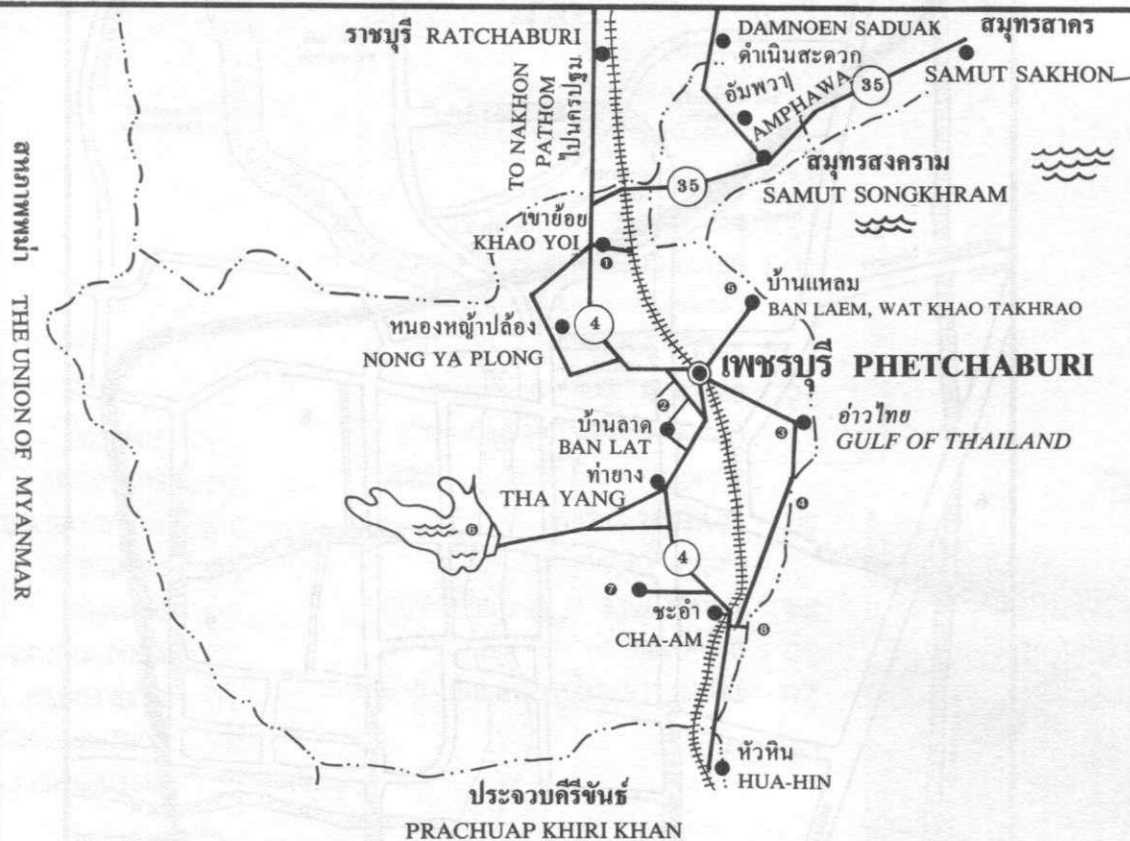 ราชบุรี RATCHABURI
DAMNOEN SADUAK
ดำเนินสะดวก
สมุทรสาคร
SAMUT SAKHON
อัมพวา
AMPHAWA
35
TO NAKHON
PATHOM
ไปนครปฐม
35
สมุทรสงคราม
SAMUT SONGKHRAM
เขาย้อย
KHAO YOI
1
สหภาพพม่า THE UNION OF MYANMAR
5
บ้านแหลม
BAN LAEM, WAT KHAO TAKHRAO
หนองหญ้าปล้อง
NONG YA PLONG
4
เพชรบุรี PHETCHABURI
2
บ้านลาด
BAN LAT
3
อ่าวไทย
GULF OF THAILAND
ท่ายาง
THA YANG
4
6
4
7
ชะอำ
CHA-AM
8
หัวหิน
HUA-HIN
ประจวบคีรีขันธ์
PRACHUAP KHIRI KHAN